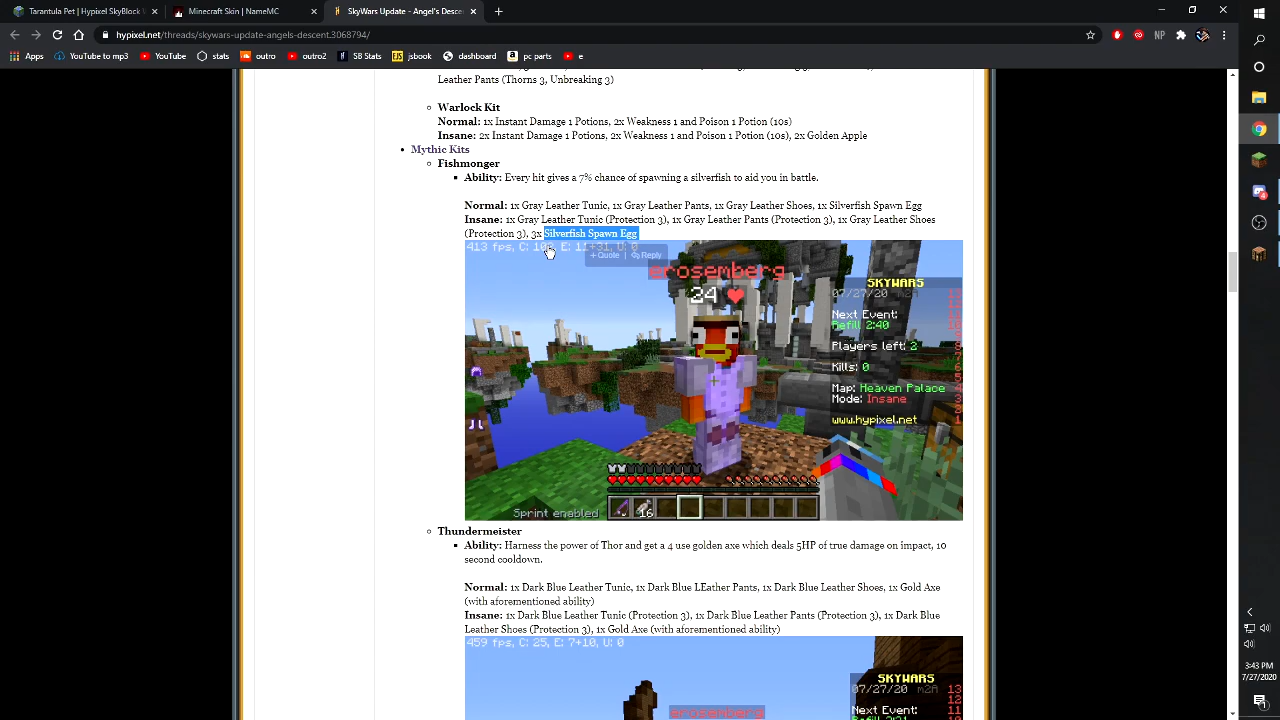 Tarantula Pet | Hypixel SkyBlock W
Minecraft Skin | NameMC
SkyWars Update - Angel's Descen
hypixel.net/threads/skywars-update-angels-descent.3068794/
NP
Apps YouTube to mp3 YouTube stats outro outro2 SB Stats jsbook dashboard pc parts e
Leather Pants (Thorns 3, Unbreaking 3)
Warlock Kit
Normal: 1x Instant Damage 1 Potions, 2x Weakness 1 and Poison 1 Potion (10s)
Insane: 2x Instant Damage 1 Potions, 2x Weakness 1 and Poison 1 Potion (10s), 2x Golden Apple
Mythic Kits
Fishmonger
Ability: Every hit gives a 7% chance of spawning a silverfish to aid you in battle.
Normal: 1x Gray Leather Tunic, 1x Gray Leather Pants, 1x Gray Leather Shoes, 1x Silverfish Spawn Egg
Insane: 1x Gray Leather Tunic (Protection 3), 1x Gray Leather Pants (Protection 3), 1x Gray Leather Shoes
(Protection 3), 3x Silverfish Spawn Egg
413 fps, E: 11+31, U: 0
+ Quote | Reply
erosemberg
24
SKYWARS
07/27/20 m2A
Next Event:
Refill 2:40
Players left: 2
Kills: 0
Map: Heaven Palace
Mode: Insane
www.hypixel.net
Sprint enabled
16
Thundermeister
Ability: Harness the power of Thor and get a 4 use golden axe which deals 5HP of true damage on impact, 10
second cooldown.
Normal: 1x Dark Blue Leather Tunic, 1x Dark Blue LEather Pants, 1x Dark Blue Leather Shoes, 1x Gold Axe
(with aforementioned ability)
Insane: 1x Dark Blue Leather Tunic (Protection 3), 1x Dark Blue Leather Pants (Protection 3), 1x Dark Blue
Leather Shoes (Protection 3), 1x Gold Axe (with aforementioned ability)
459 fps, C: 25, E: 7+10, U: 0
SKYWARS
07/27/20 m2A 13
12
Next Event: 11
erosemberg
3:43 PM
7/27/2020